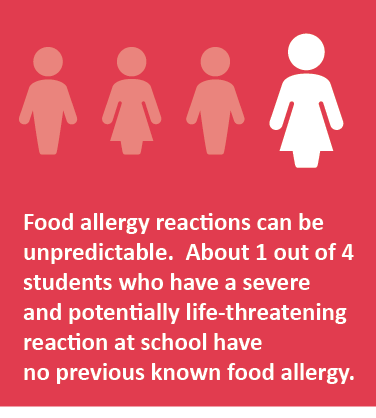 Food allergy reactions can be
unpredictable.  About 1 out of 4
students who have a severe
and potentially life-threatening
reaction at school have
no previous known food allergy.